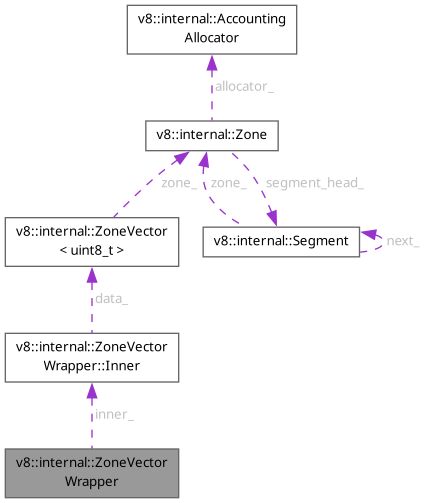 v8::internal::Accounting
Allocator
allocator_
v8::internal::Zone
zone_
zone_
segment_head_
v8::internal::ZoneVector
< uint8_t >
v8::internal::Segment
next_
data_
v8::internal::ZoneVector
Wrapper::Inner
inner_
v8::internal::ZoneVector
Wrapper